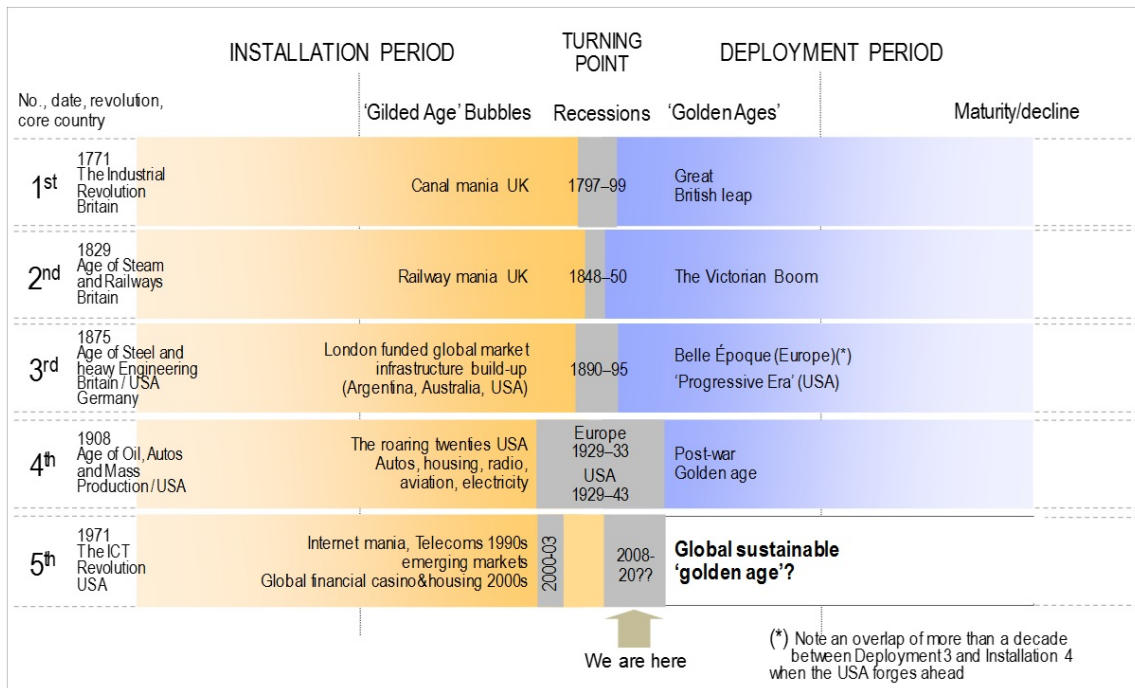 INSTALLATION PERIOD
TURNING
POINT
DEPLOYMENT PERIOD
No., date, revolution,
core country
'Gilded Age' Bubbles
Recessions
'Golden Ages'
Maturity/decline
1st
1771
The Industrial
Revolution
Britain
Canal mania UK
1797–99
Great
British leap
2nd
1829
Age of Steam
and Railways
Britain
Railway mania UK
1848–50
The Victorian Boom
3rd
1875
Age of Steel and
heavy Engineering
Britain / USA
Germany
London funded global market
infrastructure build-up
(Argentina, Australia, USA)
1890–95
Belle Époque (Europe)(*)
'Progressive Era' (USA)
4th
1908
Age of Oil, Autos
and Mass
Production / USA
The roaring twenties USA
Autos, housing, radio,
aviation, electricity
Europe
1929–33
USA
1929–43
Post-war
Golden age
5th
1971
The ICT
Revolution
USA
Internet mania, Telecoms 1990s
emerging markets
Global financial casino&housing 2000s
2000-03
2008-
20??
Global sustainable
'golden age'?
We are here
(*) Note an overlap of more than a decade
between Deployment 3 and Installation 4
when the USA forges ahead